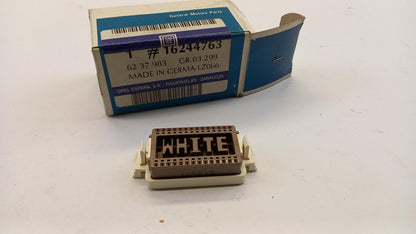 General Motors Parts
1 # 16244763
62 37 983 GR.03.299
MADE IN GERMA LZ066
OPEL ESPAÑA, S.A. - FIGUERUELAS - ZARAGOZA
WHITE